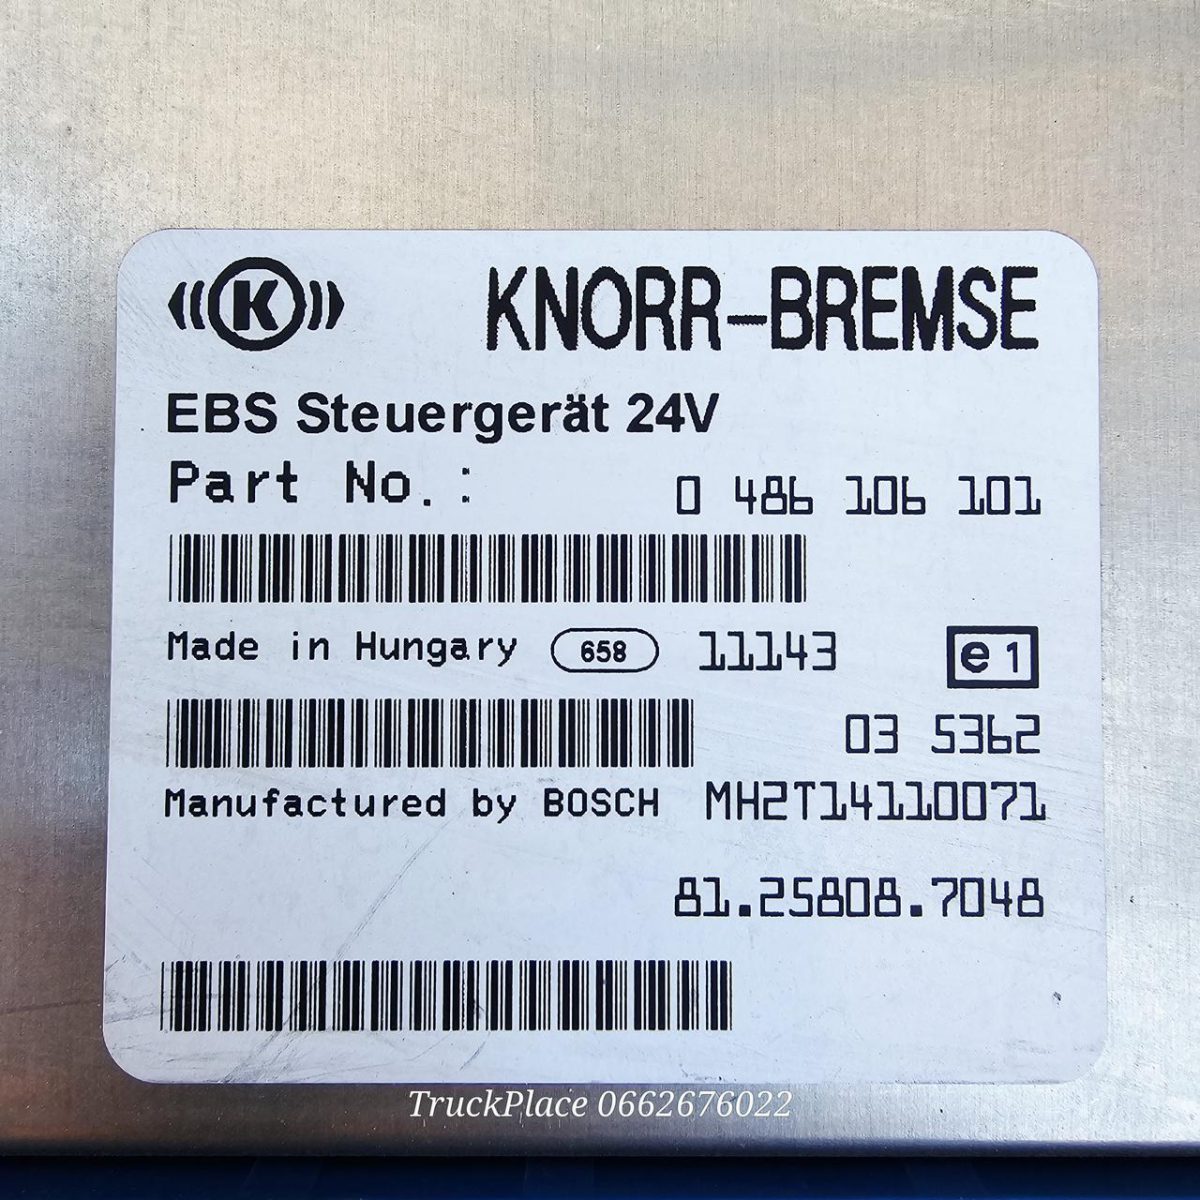 K KNORR-BREMSE
EBS Steuergerät 24V
Part No.: 0 486 106 101
Made in Hungary 658 11143 e1
03 5362
Manufactured by BOSCH MH2T14110071
81.25808.7048
TruckPlace 0662676022